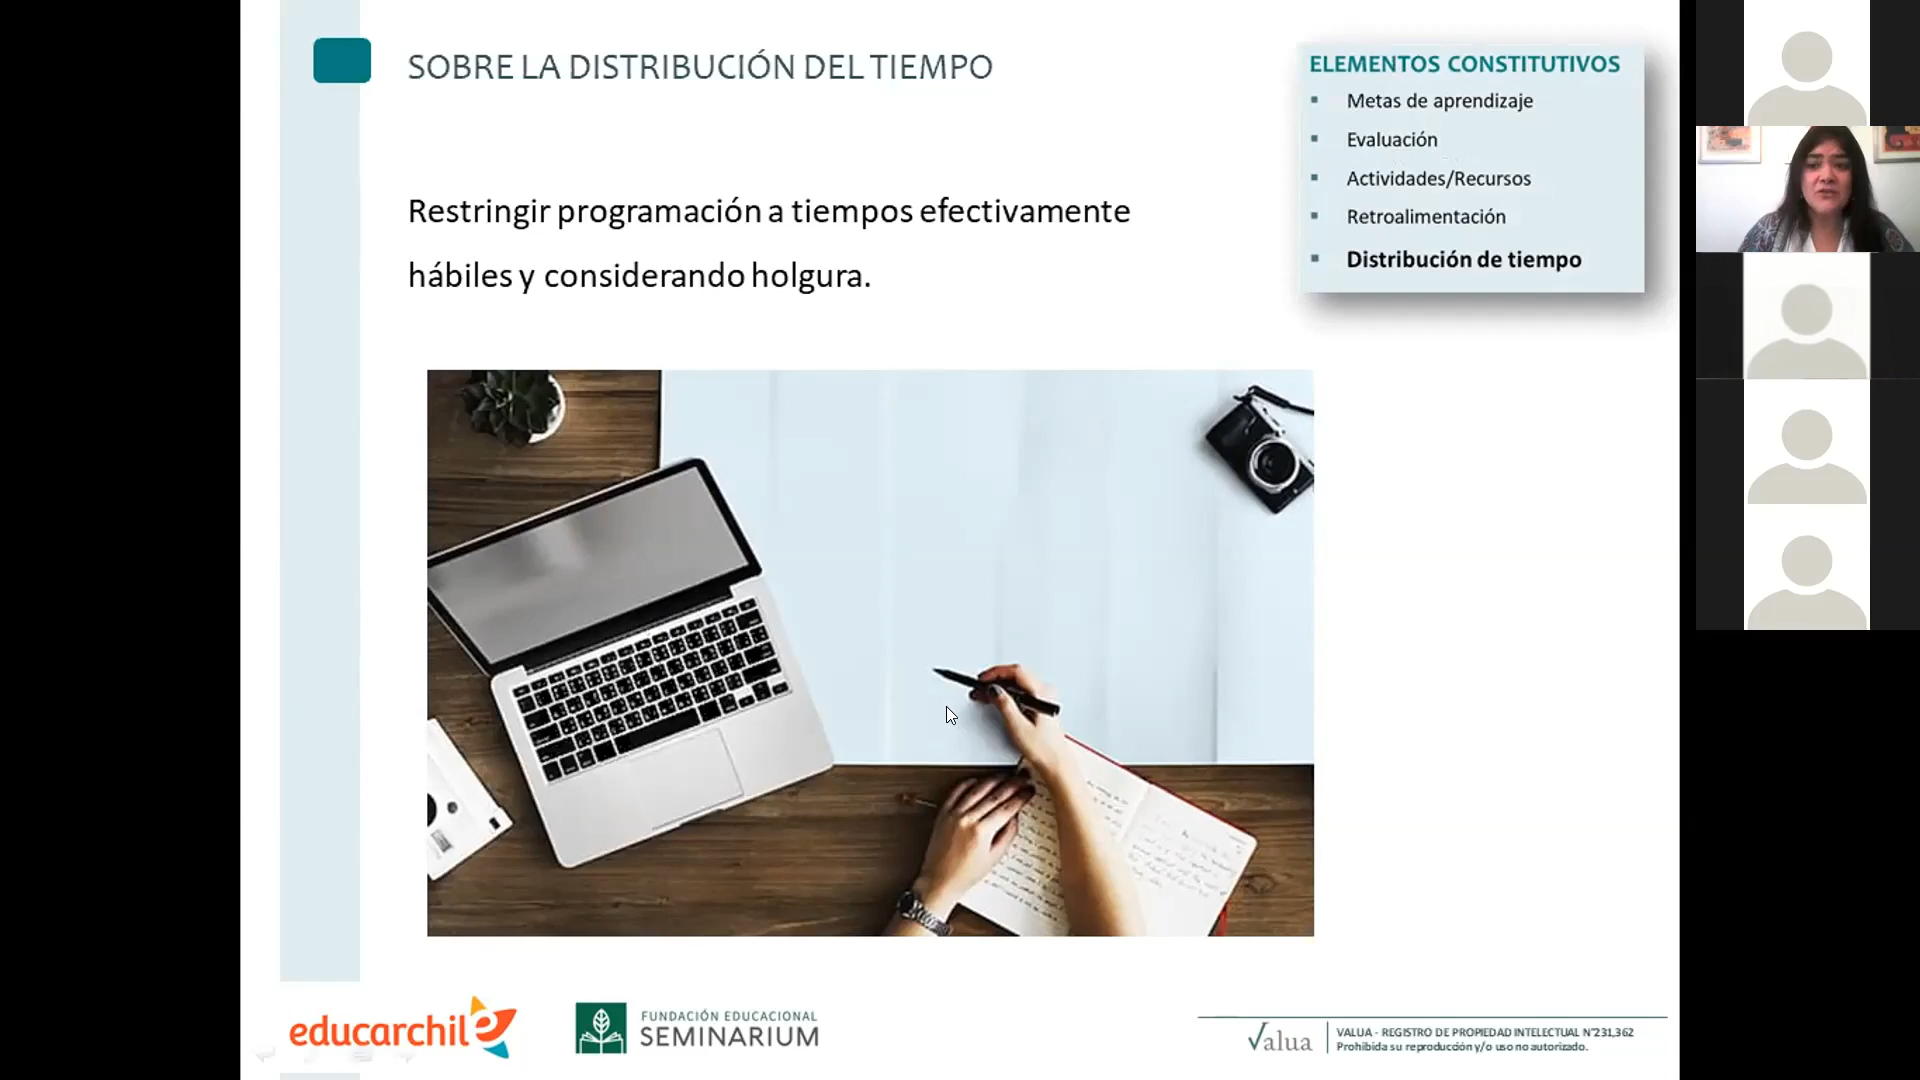 SOBRE LA DISTRIBUCIÓN DEL TIEMPO
Restringir programación a tiempos efectivamente
hábiles y considerando holgura.
ELEMENTOS CONSTITUTIVOS
Metas de aprendizaje
Evaluación
Actividades/Recursos
Retroalimentación
Distribución de tiempo
educarchile
FUNDACIÓN EDUCACIONAL
SEMINARIUM
Valua
VALUA - REGISTRO DE PROPIEDAD INTELECTUAL N°231,362
Prohibida su reproducción y/o uso no autorizado.